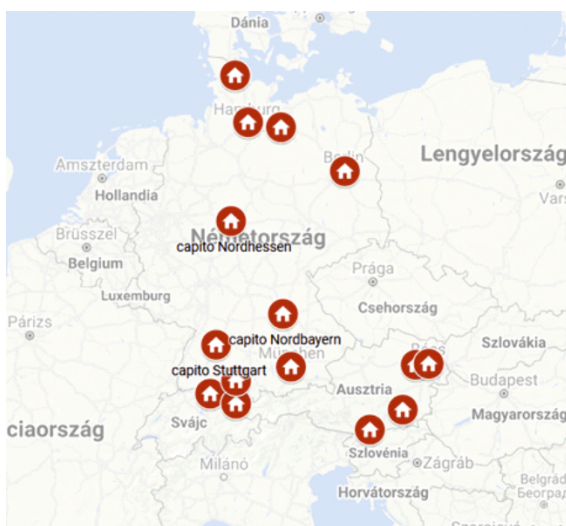 Dánia
Hamburg
Berlin
Amszterdam
Lengyelország
Hollandia
Vars
Németország
Brüsszel
capito Nordhessen
Belgium
Prága
Luxemburg
Csehország
Párizs
capito Nordbayern
Szlovákia
München
Bécs
capito Stuttgart
Budapest
Ausztria
Magyarország
Svájc
ciaország
Szlovénia
Milánó
Zágráb
Horvátország
Belgrád
Београд